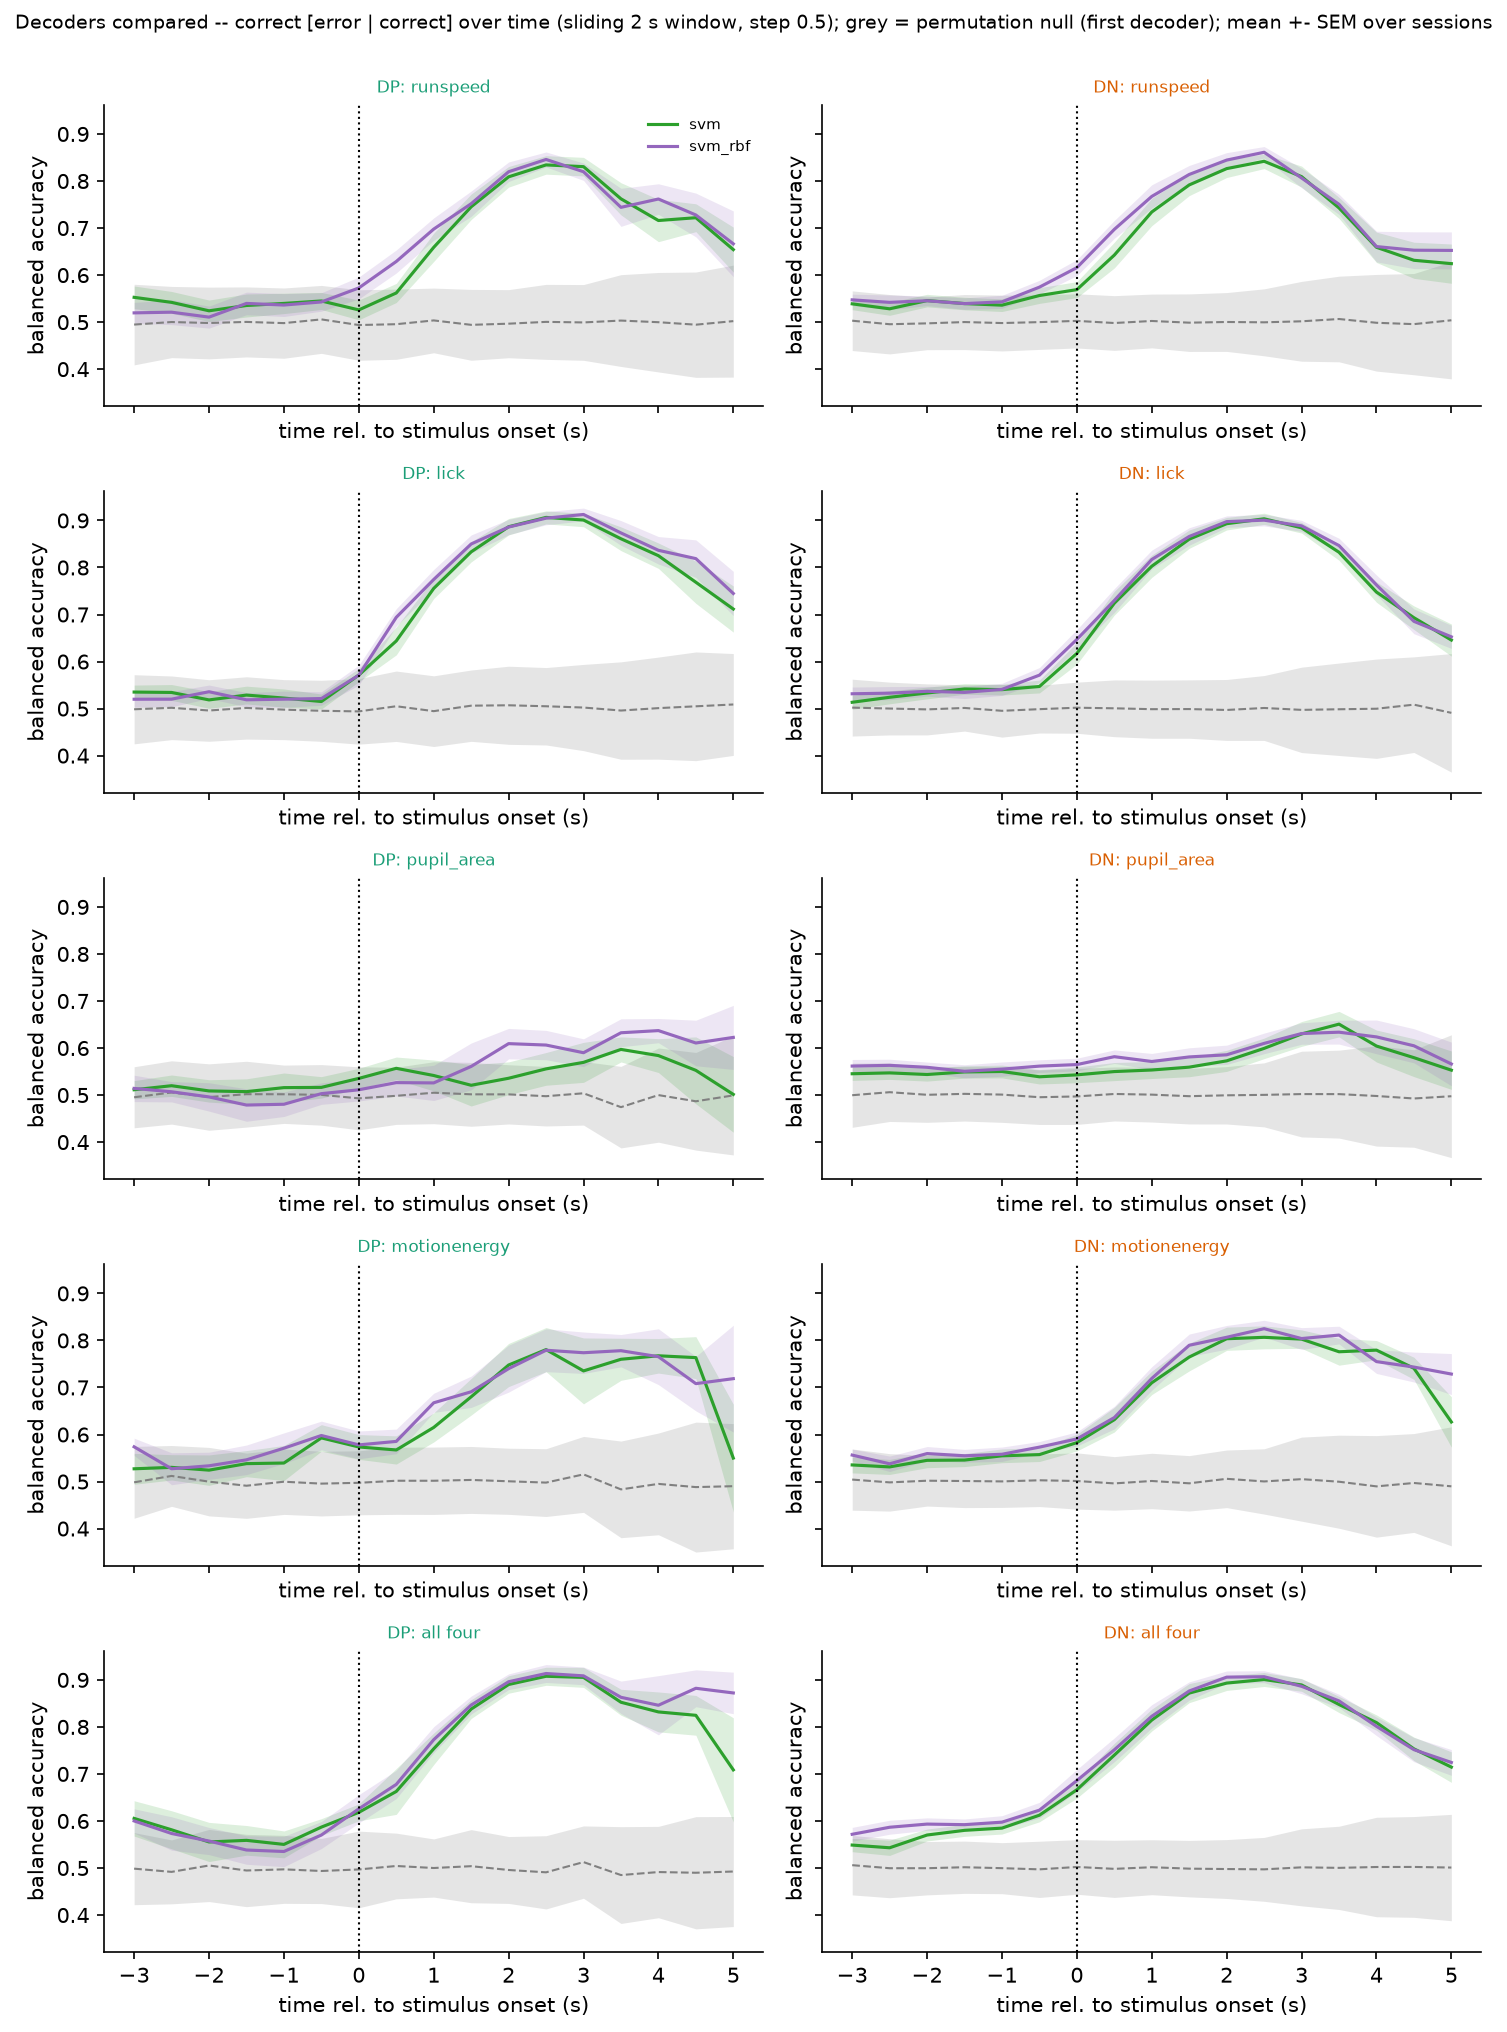 Decoders compared -- correct [error | correct] over time (sliding 2 s window, step 0.5); grey = permutation null (first decoder); mean +- SEM over sessions
DP: runspeed
DN: runspeed
svm
svm_rbf
0.9
0.8
0.7
0.6
0.5
0.4
balanced accuracy
balanced accuracy
time rel. to stimulus onset (s)
time rel. to stimulus onset (s)
DP: lick
DN: lick
0.9
0.8
0.7
0.6
0.5
0.4
balanced accuracy
balanced accuracy
time rel. to stimulus onset (s)
time rel. to stimulus onset (s)
DP: pupil_area
DN: pupil_area
0.9
0.8
0.7
0.6
0.5
0.4
balanced accuracy
balanced accuracy
time rel. to stimulus onset (s)
time rel. to stimulus onset (s)
DP: motionenergy
DN: motionenergy
0.9
0.8
0.7
0.6
0.5
0.4
balanced accuracy
balanced accuracy
time rel. to stimulus onset (s)
time rel. to stimulus onset (s)
DP: all four
DN: all four
0.9
0.8
0.7
0.6
0.5
0.4
balanced accuracy
balanced accuracy
−3 −2 −1 0 1 2 3 4 5
−3 −2 −1 0 1 2 3 4 5
time rel. to stimulus onset (s)
time rel. to stimulus onset (s)